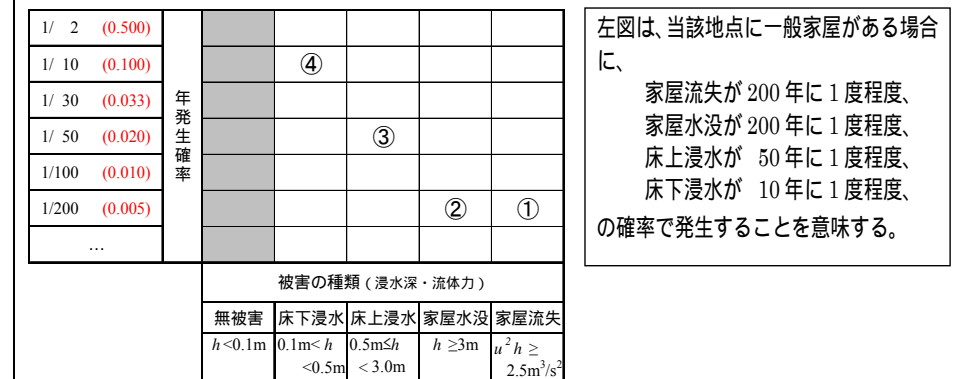 1/ 2 (0.500)
1/ 10 (0.100) ④
1/ 30 (0.033)
1/ 50 (0.020) ③
1/100 (0.010)
1/200 (0.005) ② ①
…
年発生確率
被害の種類（浸水深・流体力）
無被害 床下浸水 床上浸水 家屋水没 家屋流失
h<0.1m 0.1m< h 0.5m≤h h ≥3m u² h ≥
<0.5m < 3.0m 2.5m³/s²
左図は、当該地点に一般家屋がある場合
に、
家屋流失が 200 年に 1 度程度、
家屋水没が 200 年に 1 度程度、
床上浸水が 50 年に 1 度程度、
床下浸水が 10 年に 1 度程度、
の確率で発生することを意味する。